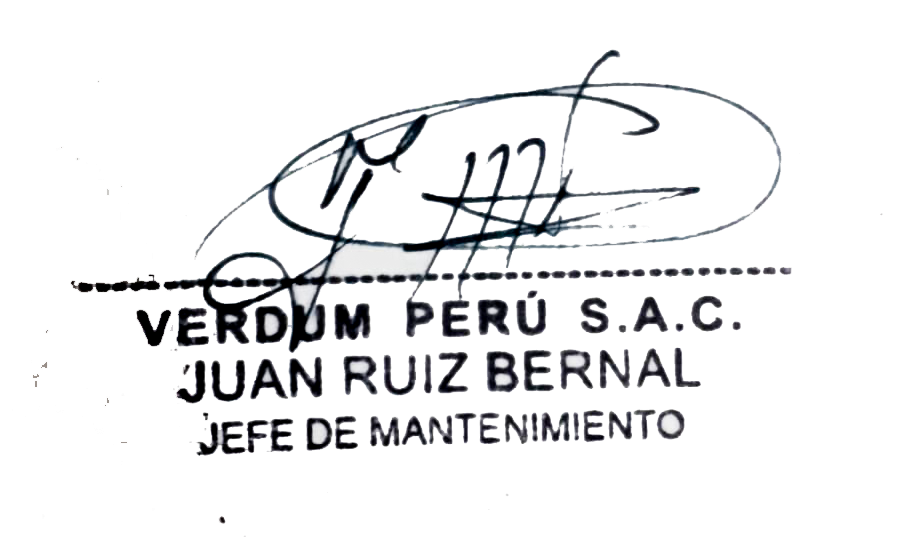 VERDUM PERÚ S.A.C.
JUAN RUIZ BERNAL
JEFE DE MANTENIMIENTO